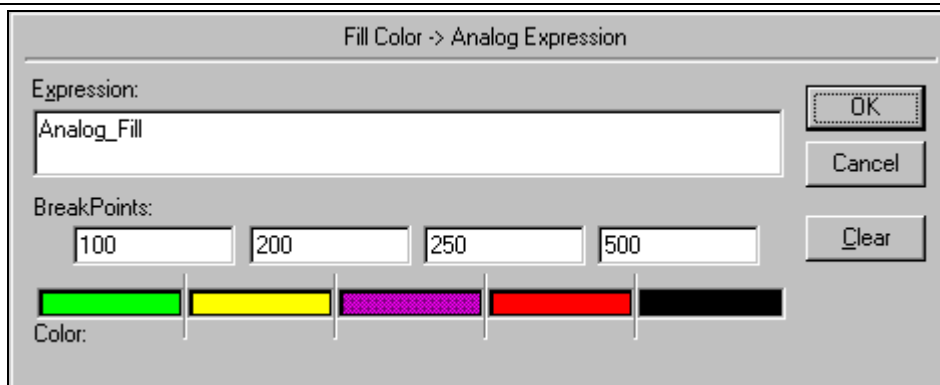 Fill Color -> Analog Expression
Expression:
Analog_Fill
OK
Cancel
BreakPoints:
100 200 250 500
Clear
Color: